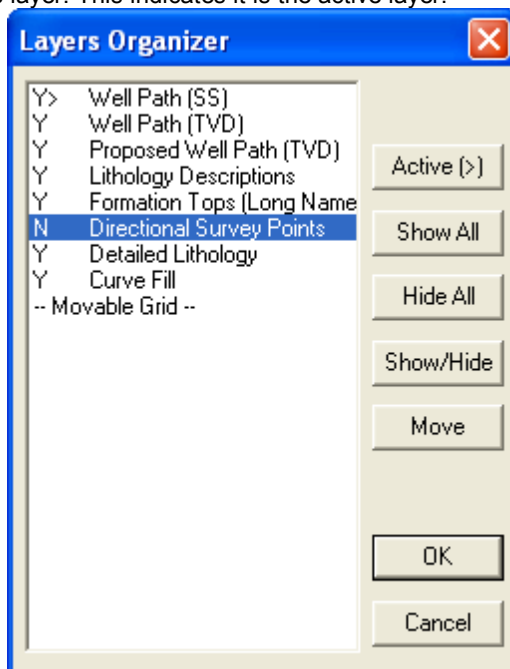 layer. This indicates it is the active layer.
Layers Organizer
Y> Well Path (SS)
Y Well Path (TVD)
Y Proposed Well Path (TVD)
Y Lithology Descriptions
Y Formation Tops (Long Name
N Directional Survey Points
Y Detailed Lithology
Y Curve Fill
-- Movable Grid --
Active (>)
Show All
Hide All
Show/Hide
Move
OK
Cancel